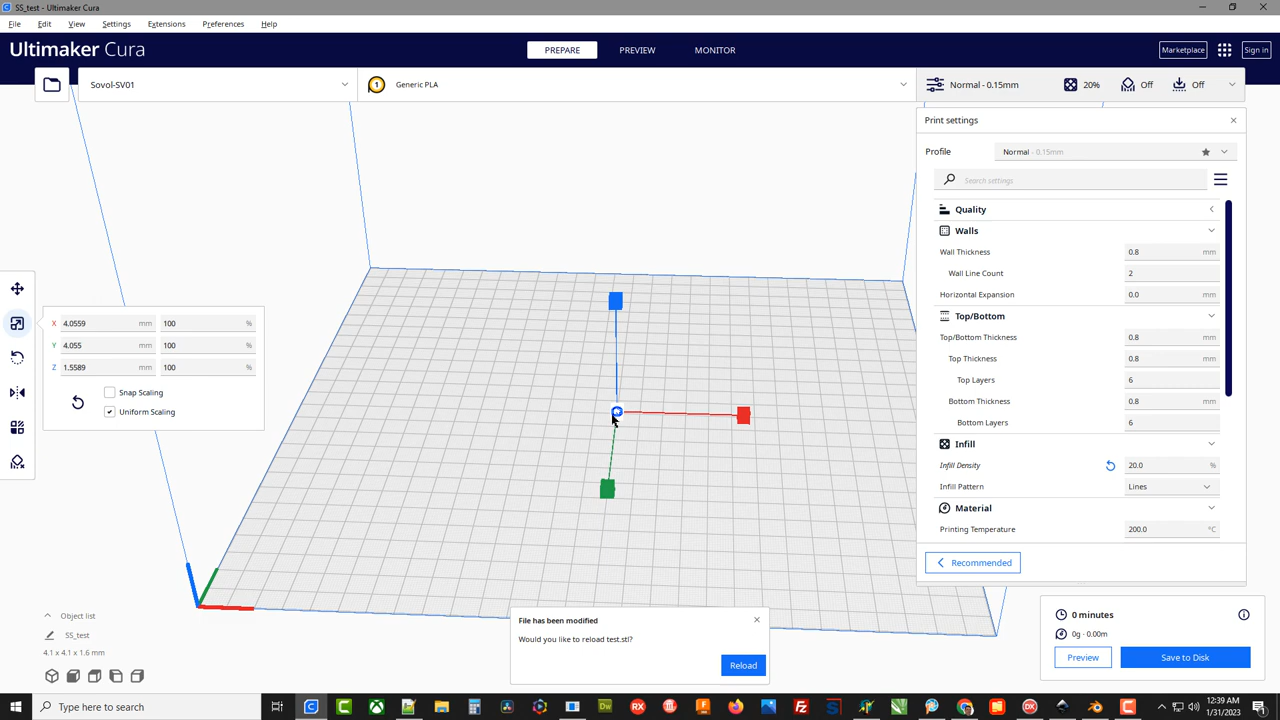 SS_test - Ultimaker Cura
File Edit View Settings Extensions Preferences Help
Ultimaker Cura
PREPARE PREVIEW MONITOR
Marketplace Sign in
Sovol-SV01
1 Generic PLA
Normal - 0.15mm 20% Off Off
Print settings
Profile Normal - 0.15mm
Search settings
Quality
Walls
Wall Thickness 0.8 mm
Wall Line Count 2
Horizontal Expansion 0.0 mm
Top/Bottom
Top/Bottom Thickness 0.8 mm
Top Thickness 0.8 mm
Top Layers 6
Bottom Thickness 0.8 mm
Bottom Layers 6
Infill
Infill Density 20.0 %
Infill Pattern Lines
Material
Printing Temperature 200.0 °C
Recommended
X 4.0559 mm 100 %
Y 4.055 mm 100 %
Z 1.5589 mm 100 %
Snap Scaling
Uniform Scaling
Object list
SS_test
4.1 x 4.1 x 1.6 mm
File has been modified
Would you like to reload test.stl?
Reload
0 minutes
0g · 0.00m
Preview Save to Disk
Type here to search
12:39 AM
1/31/2023